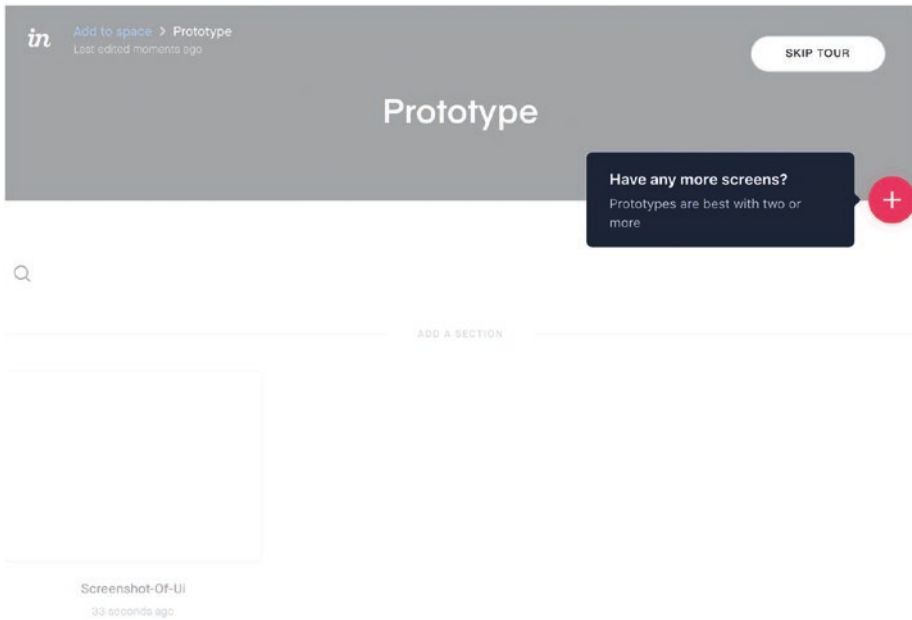 in
Add to space > Prototype
Last edited moments ago
SKIP TOUR
Prototype
Have any more screens?
Prototypes are best with two or
more
ADD A SECTION
Screenshot-Of-Ui
33 seconds ago